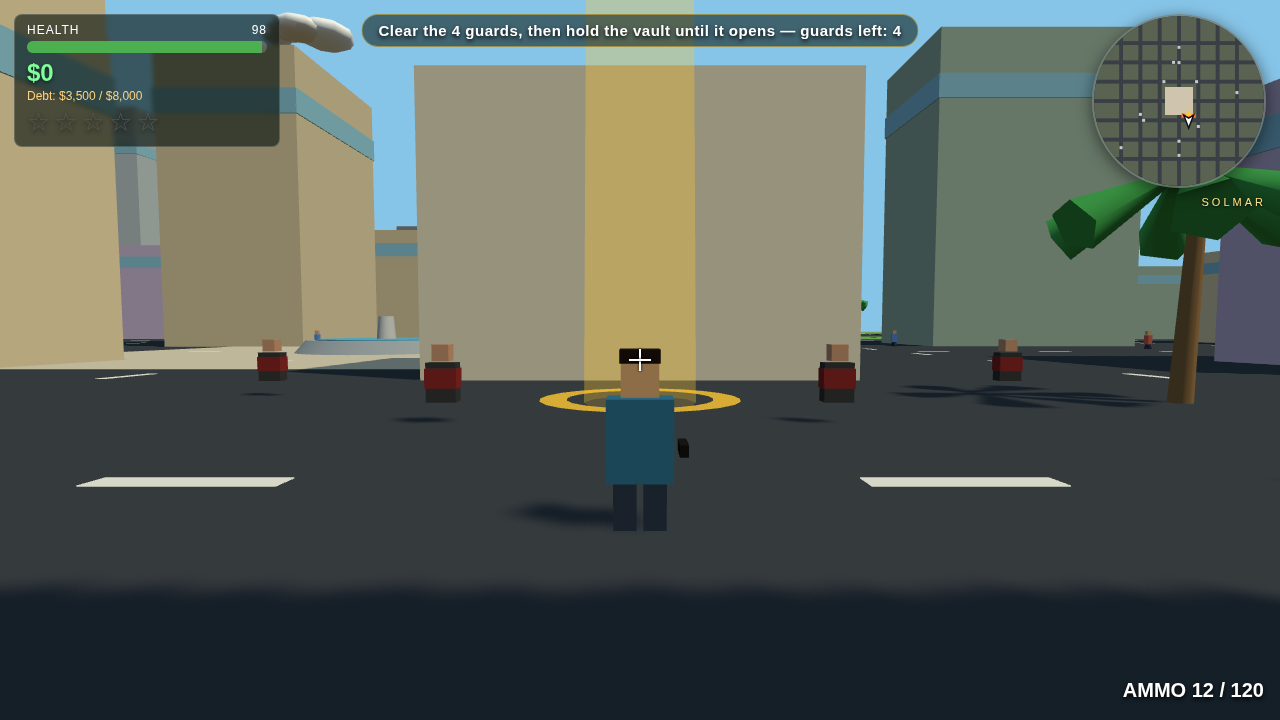 HEALTH 98
$0
Debt: $3,500 / $8,000
Clear the 4 guards, then hold the vault until it opens — guards left: 4
SOLMAR
AMMO 12 / 120